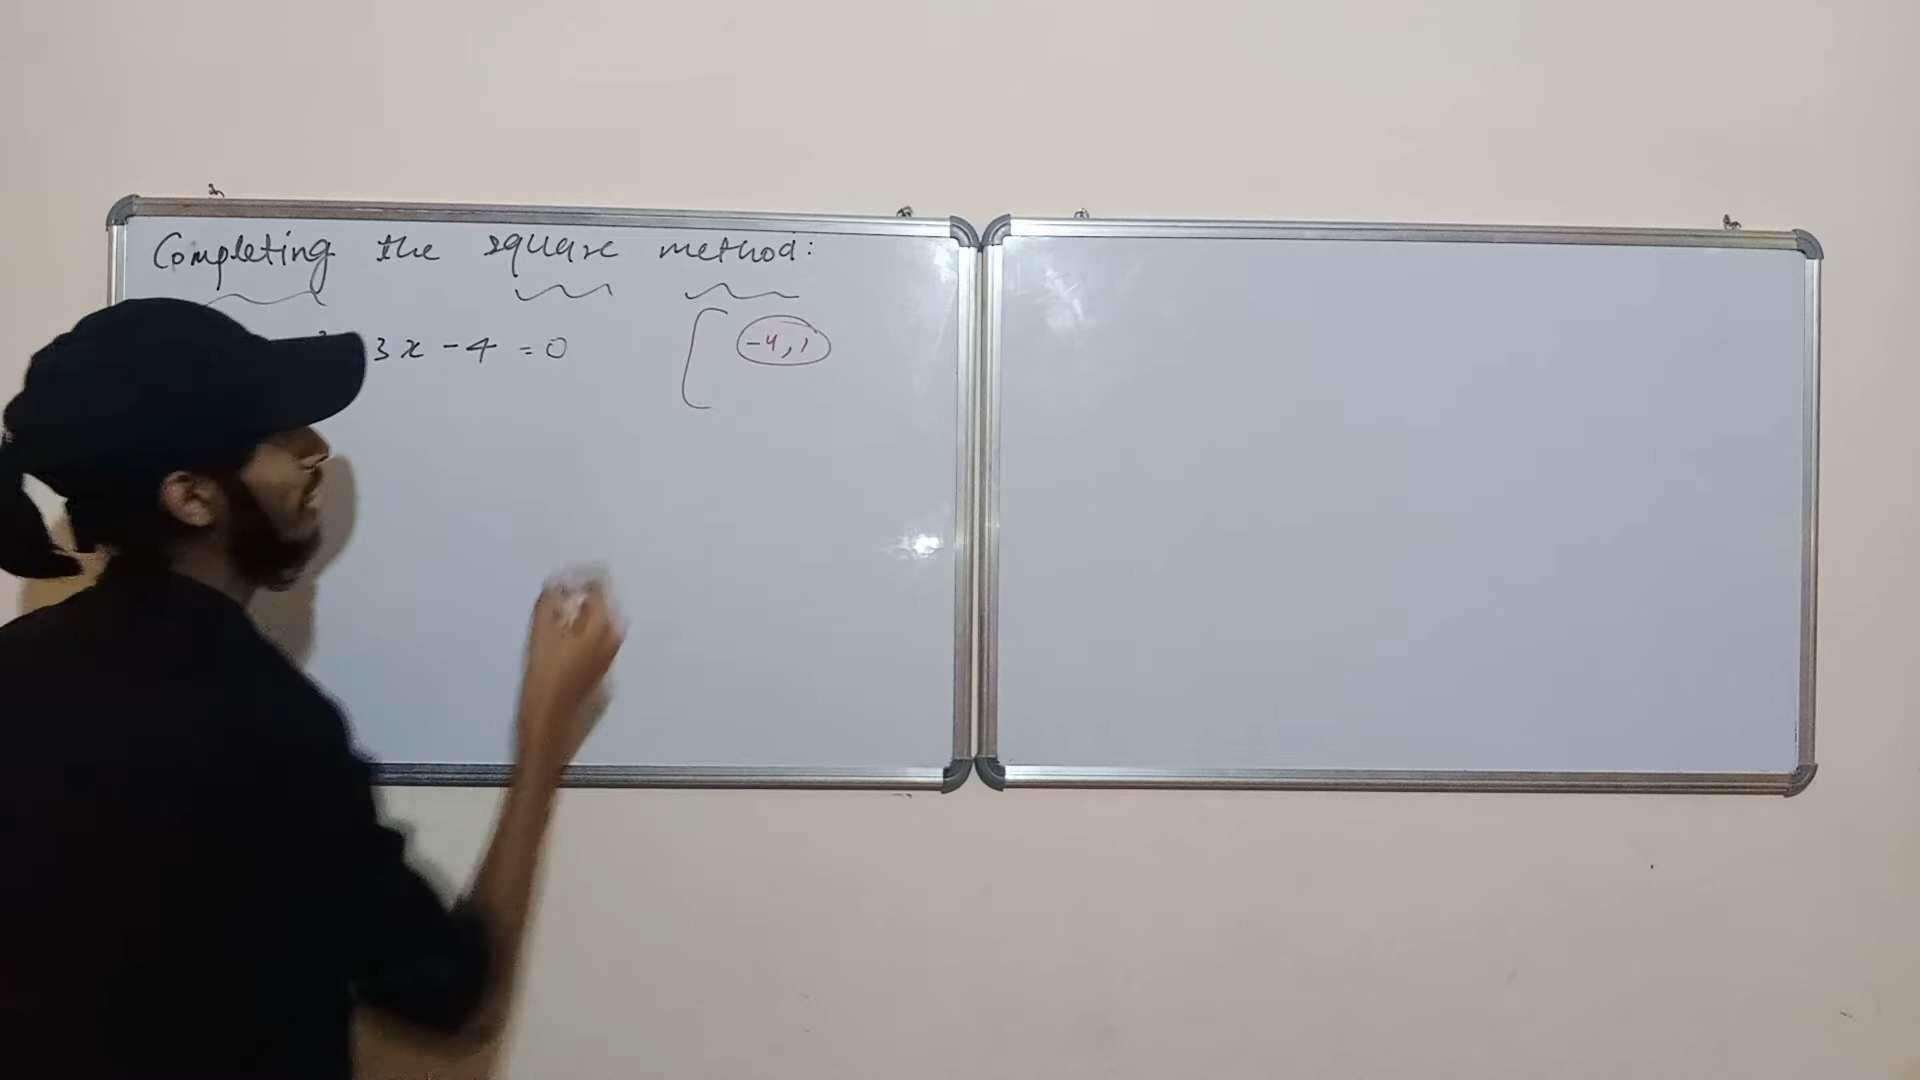 Completing the square method:
3x - 4 = 0
-4, 1